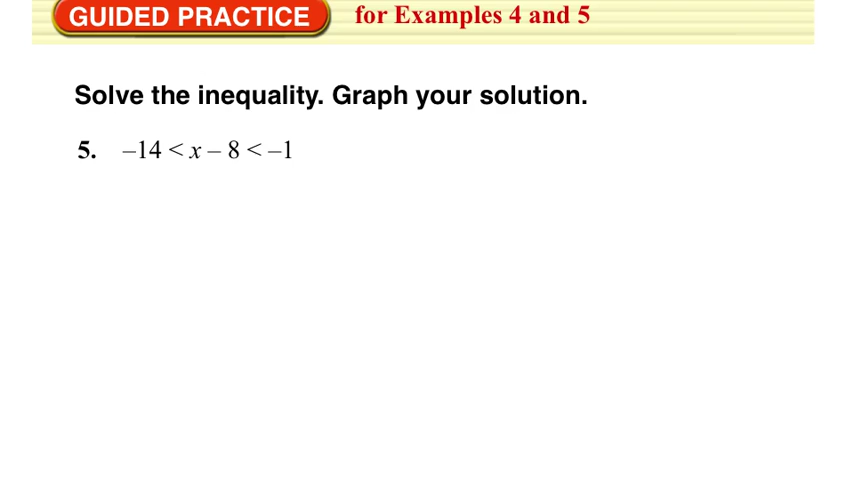 GUIDED PRACTICE for Examples 4 and 5
Solve the inequality. Graph your solution.
5. –14 < x – 8 < –1